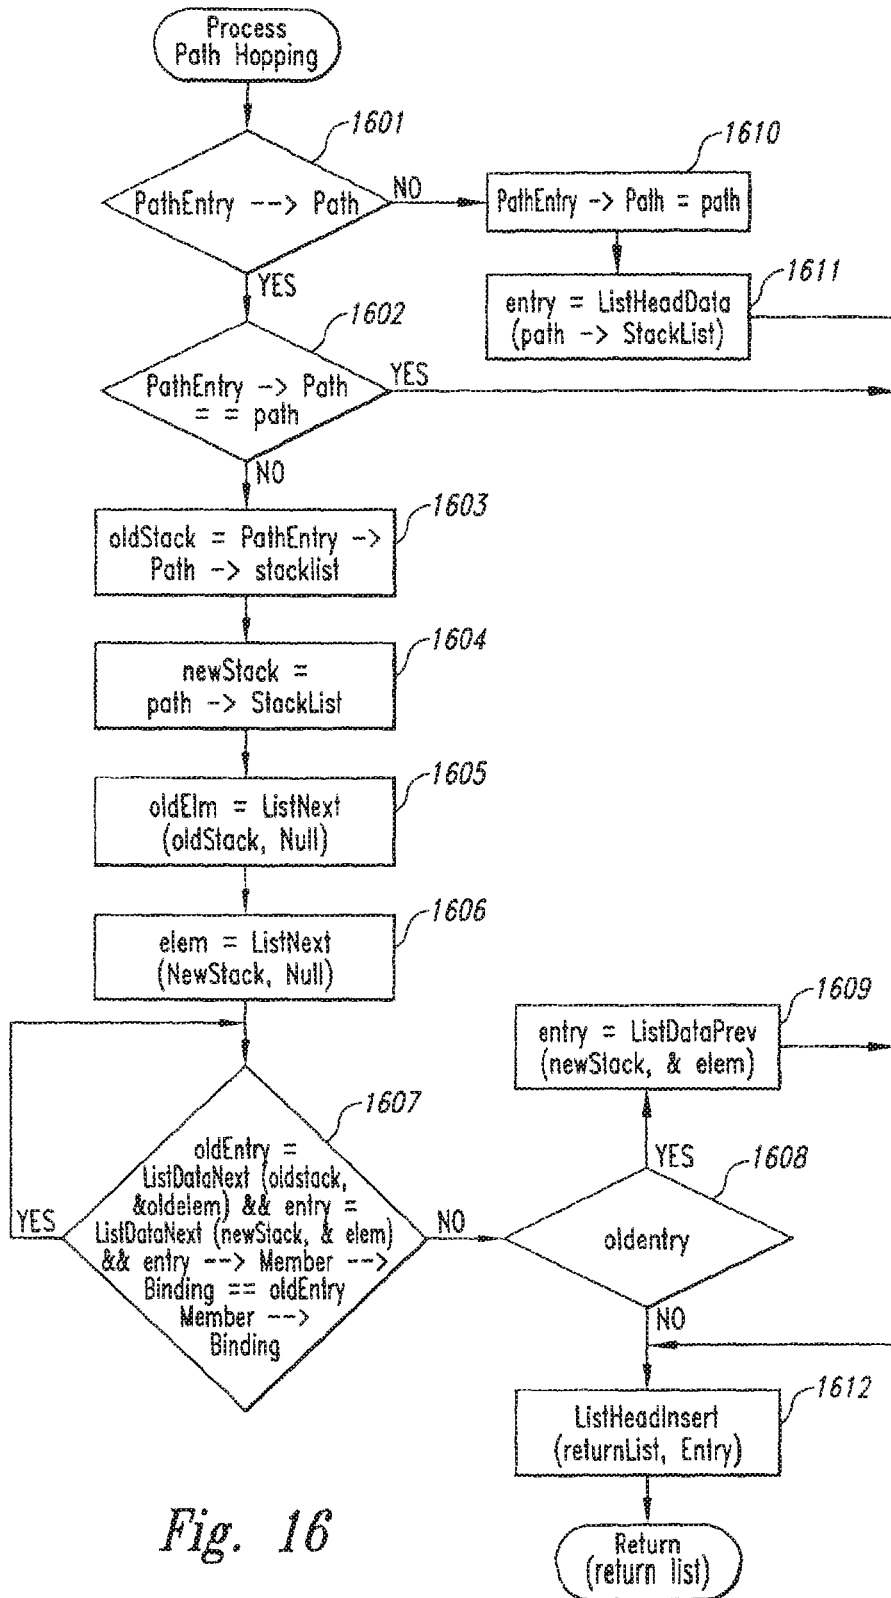 Process
Path Hopping
1601
PathEntry --> Path
NO
YES
1610
PathEntry -> Path = path
1611
entry = ListHeadData
(path -> StackList)
1602
PathEntry -> Path
= = path
YES
NO
1603
oldStack = PathEntry ->
Path -> stacklist
1604
newStack =
path -> StackList
1605
oldElm = ListNext
(oldStack, Null)
1606
elem = ListNext
(NewStack, Null)
1607
oldEntry =
ListDataNext (oldstack,
&oldelem) && entry =
ListDataNext (newStack, & elem)
&& entry --> Member -->
Binding == oldEntry
Member -->
Binding
YES
NO
1609
entry = ListDataPrev
(newStack, & elem)
YES
1608
oldentry
NO
1612
ListHeadInsert
(returnList, Entry)
Return
(return list)
Fig. 16